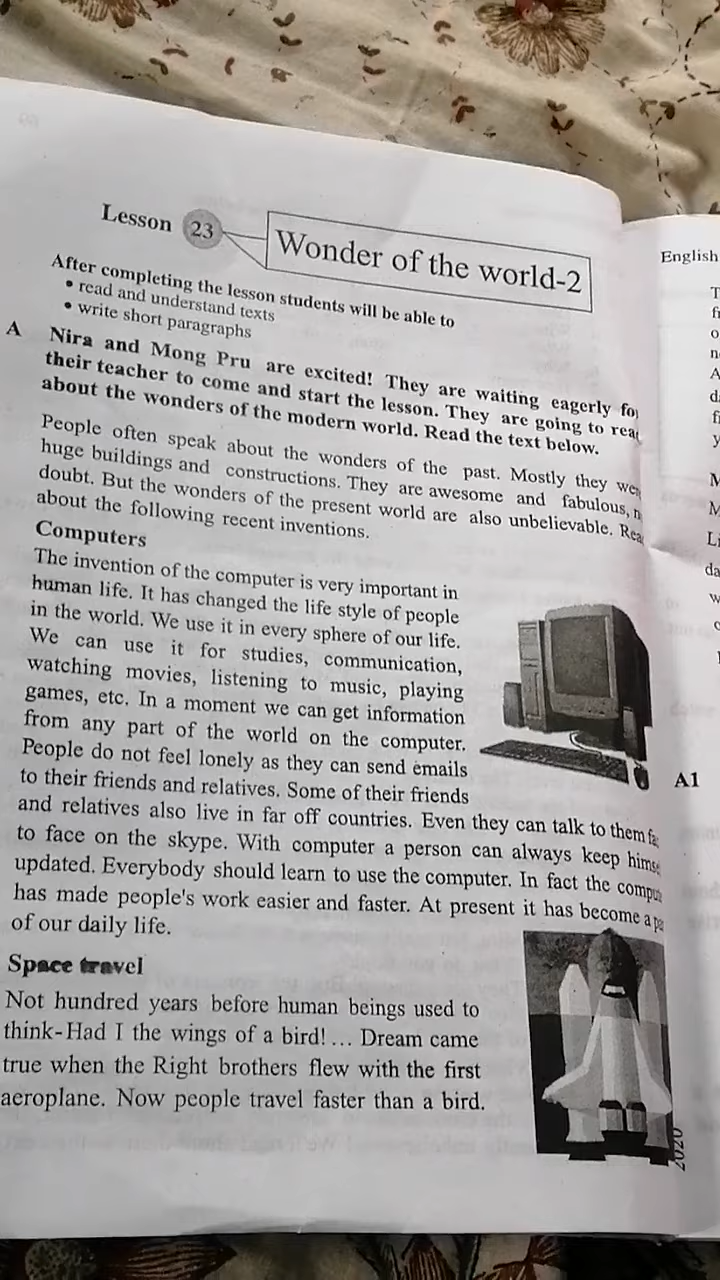 Lesson 23
Wonder of the world-2
After completing the lesson students will be able to
• read and understand texts
• write short paragraphs
A Nira and Mong Pru are excited! They are waiting eagerly
their teacher to come and start the lesson. They are going to
about the wonders of the modern world. Read the text below.
People often speak about the wonders of the past. Mostly they
huge buildings and constructions. They are awesome and fabulous,
doubt. But the wonders of the present world are also unbelievable.
about the following recent inventions.
Computers
The invention of the computer is very important in
human life. It has changed the life style of people
in the world. We use it in every sphere of our life.
We can use it for studies, communication,
watching movies, listening to music, playing
games, etc. In a moment we can get information
from any part of the world on the computer.
People do not feel lonely as they can send emails
to their friends and relatives. Some of their friends
and relatives also live in far off countries. Even they can talk to them
to face on the skype. With computer a person can always keep
updated. Everybody should learn to use the computer. In fact the
has made people's work easier and faster. At present it has become a
of our daily life.
Space travel
Not hundred years before human beings used to
think-Had I the wings of a bird!... Dream came
true when the Right brothers flew with the first
aeroplane. Now people travel faster than a bird.
2020
English
A1